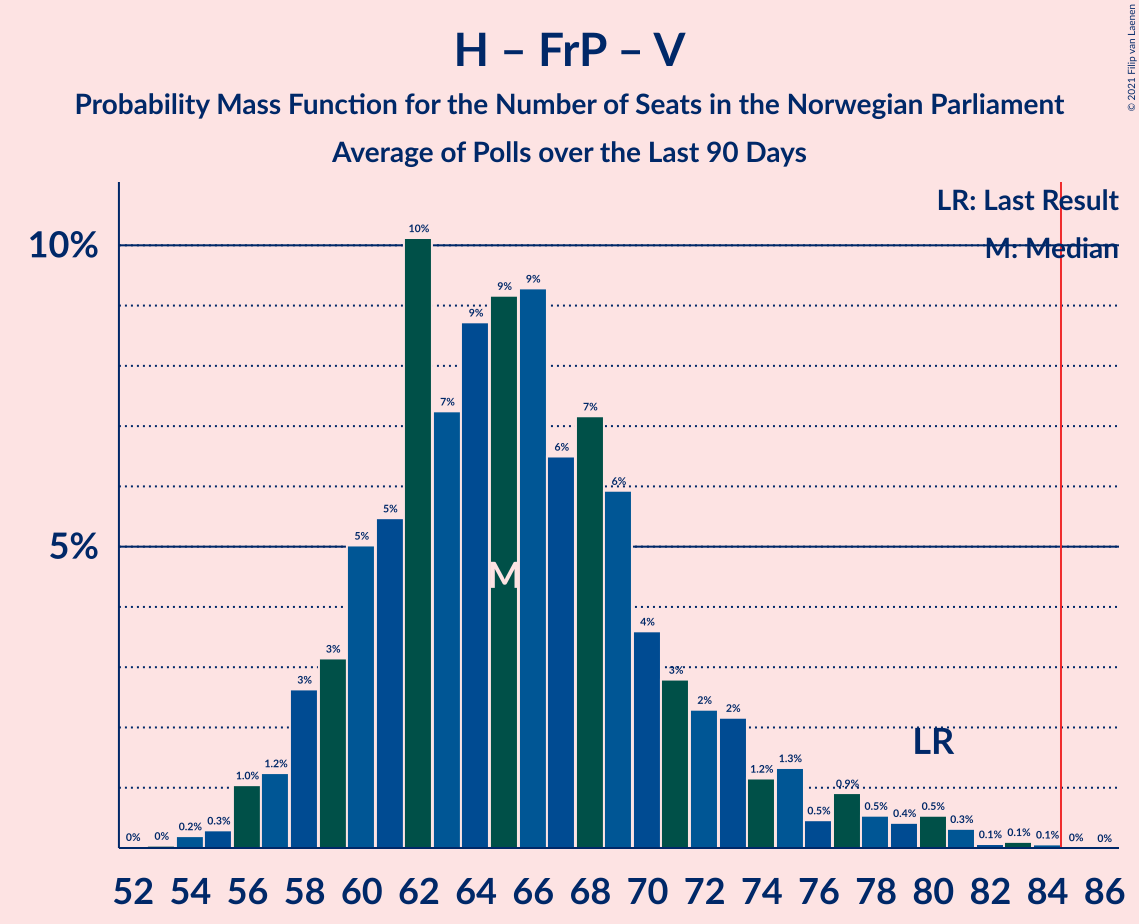 H – FrP – V
Probability Mass Function for the Number of Seats in the Norwegian Parliament
Average of Polls over the Last 90 Days
© 2021 Filip van Laenen
LR: Last Result
M: Median
10%
5%
0% 0% 0.2% 0.3% 1.0% 1.2% 3% 3% 5% 5% 10% 7% 9% 9% 9% 6% 7% 6% 4% 3% 2% 2% 1.2% 1.3% 0.5% 0.9% 0.5% 0.4% 0.5% 0.3% 0.1% 0.1% 0.1% 0% 0%
M
LR
52 54 56 58 60 62 64 66 68 70 72 74 76 78 80 82 84 86